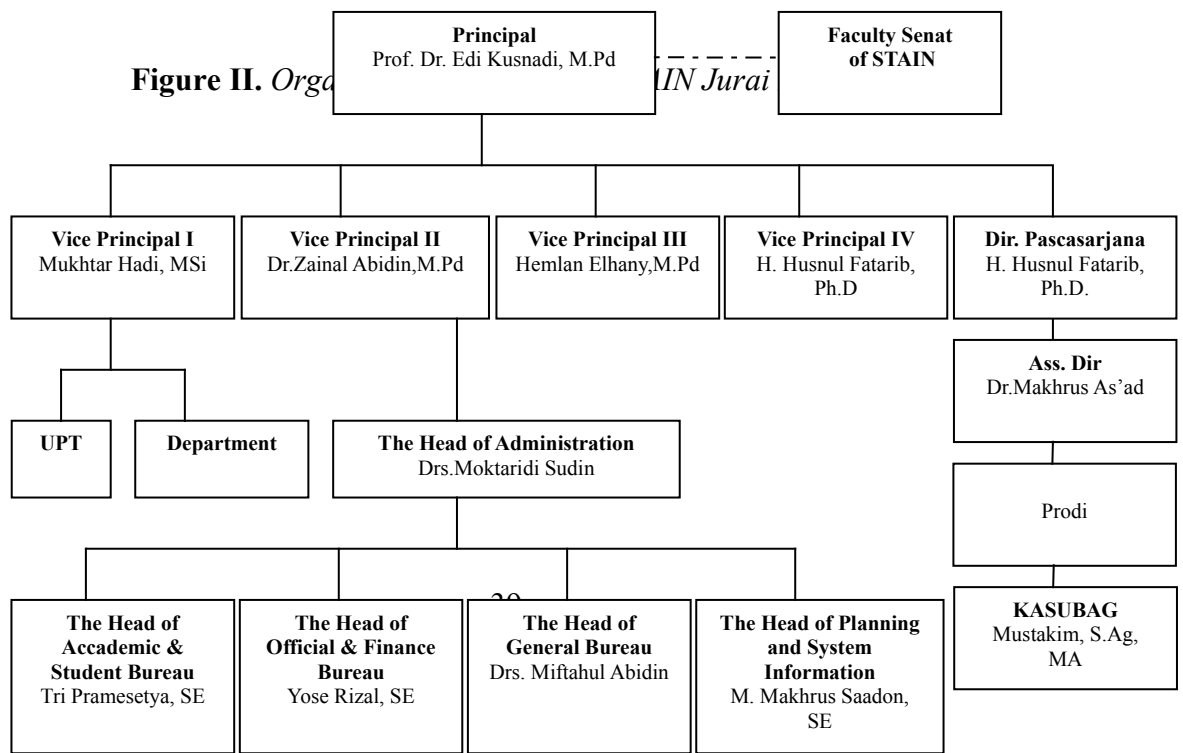 Principal
Prof. Dr. Edi Kusnadi, M.Pd
Faculty Senat
of STAIN
Figure II. Jurai
Vice Principal I
Mukhtar Hadi, MSi
Vice Principal II
Dr.Zainal Abidin,M.Pd
Vice Principal III
Hemlan Elhany,M.Pd
Vice Principal IV
H. Husnul Fatarib,
Ph.D
Dir. Pascasarjana
H. Husnul Fatarib,
Ph.D.
Ass. Dir
Dr.Makhrus As’ad
UPT
Department
The Head of Administration
Drs.Moktaridi Sudin
Prodi
The Head of
Accademic &
Student Bureau
Tri Pramesetya, SE
The Head of
Official & Finance
Bureau
Yose Rizal, SE
The Head of
General Bureau
Drs. Miftahul Abidin
The Head of Planning
and System
Information
M. Makhrus Saadon,
SE
KASUBAG
Mustakim, S.Ag,
MA